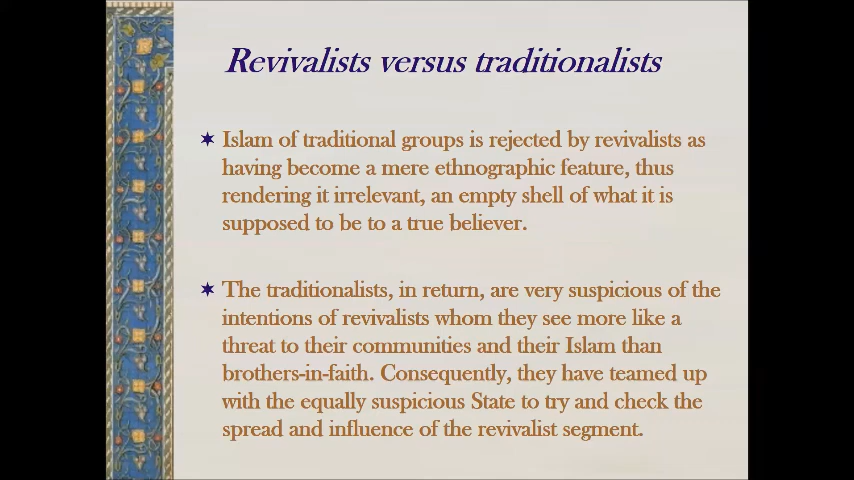 Revivalists versus traditionalists
Islam of traditional groups is rejected by revivalists as
having become a mere ethnographic feature, thus
rendering it irrelevant, an empty shell of what it is
supposed to be to a true believer.
The traditionalists, in return, are very suspicious of the
intentions of revivalists whom they see more like a
threat to their communities and their Islam than
brothers-in-faith. Consequently, they have teamed up
with the equally suspicious State to try and check the
spread and influence of the revivalist segment.